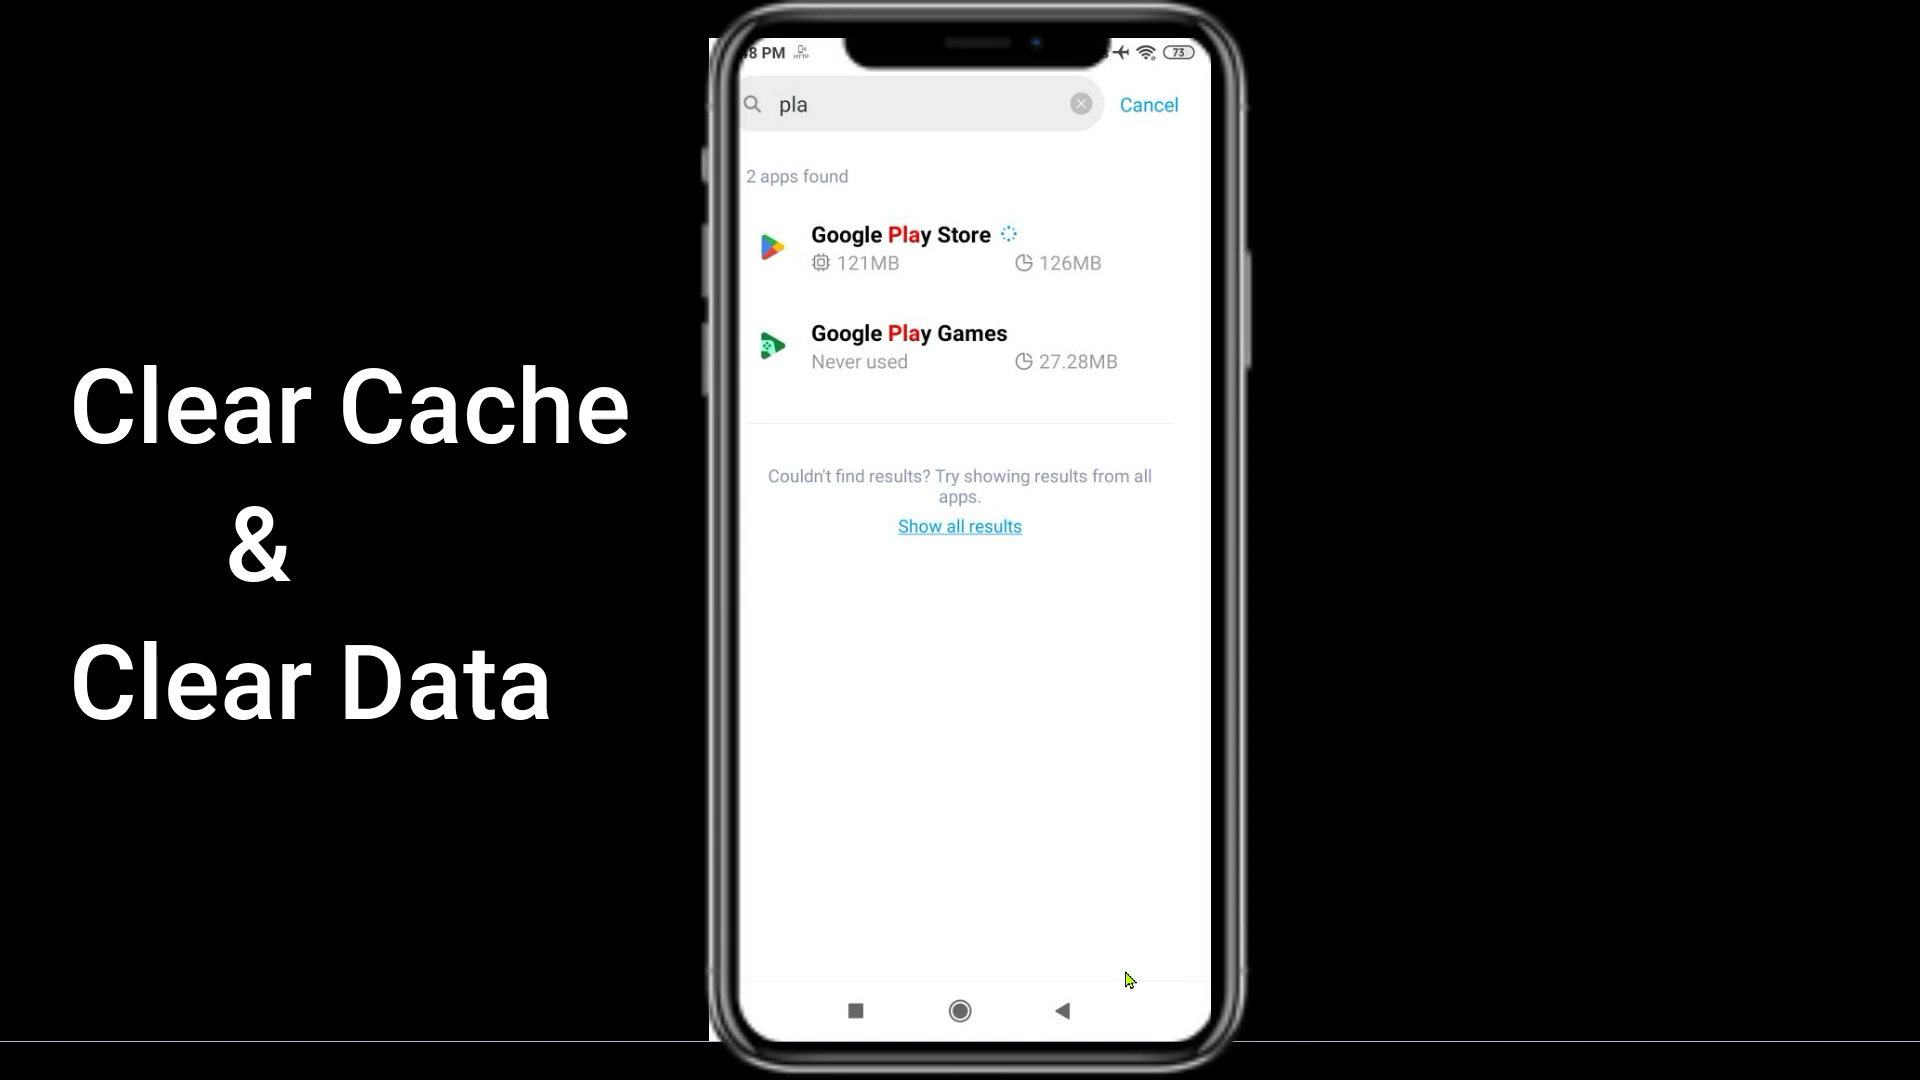 8 PM
73
pla
Cancel
2 apps found
Google Play Store
121MB 126MB
Google Play Games
Never used 27.28MB
Couldn't find results? Try showing results from all
apps.
Show all results
Clear Cache
&
Clear Data